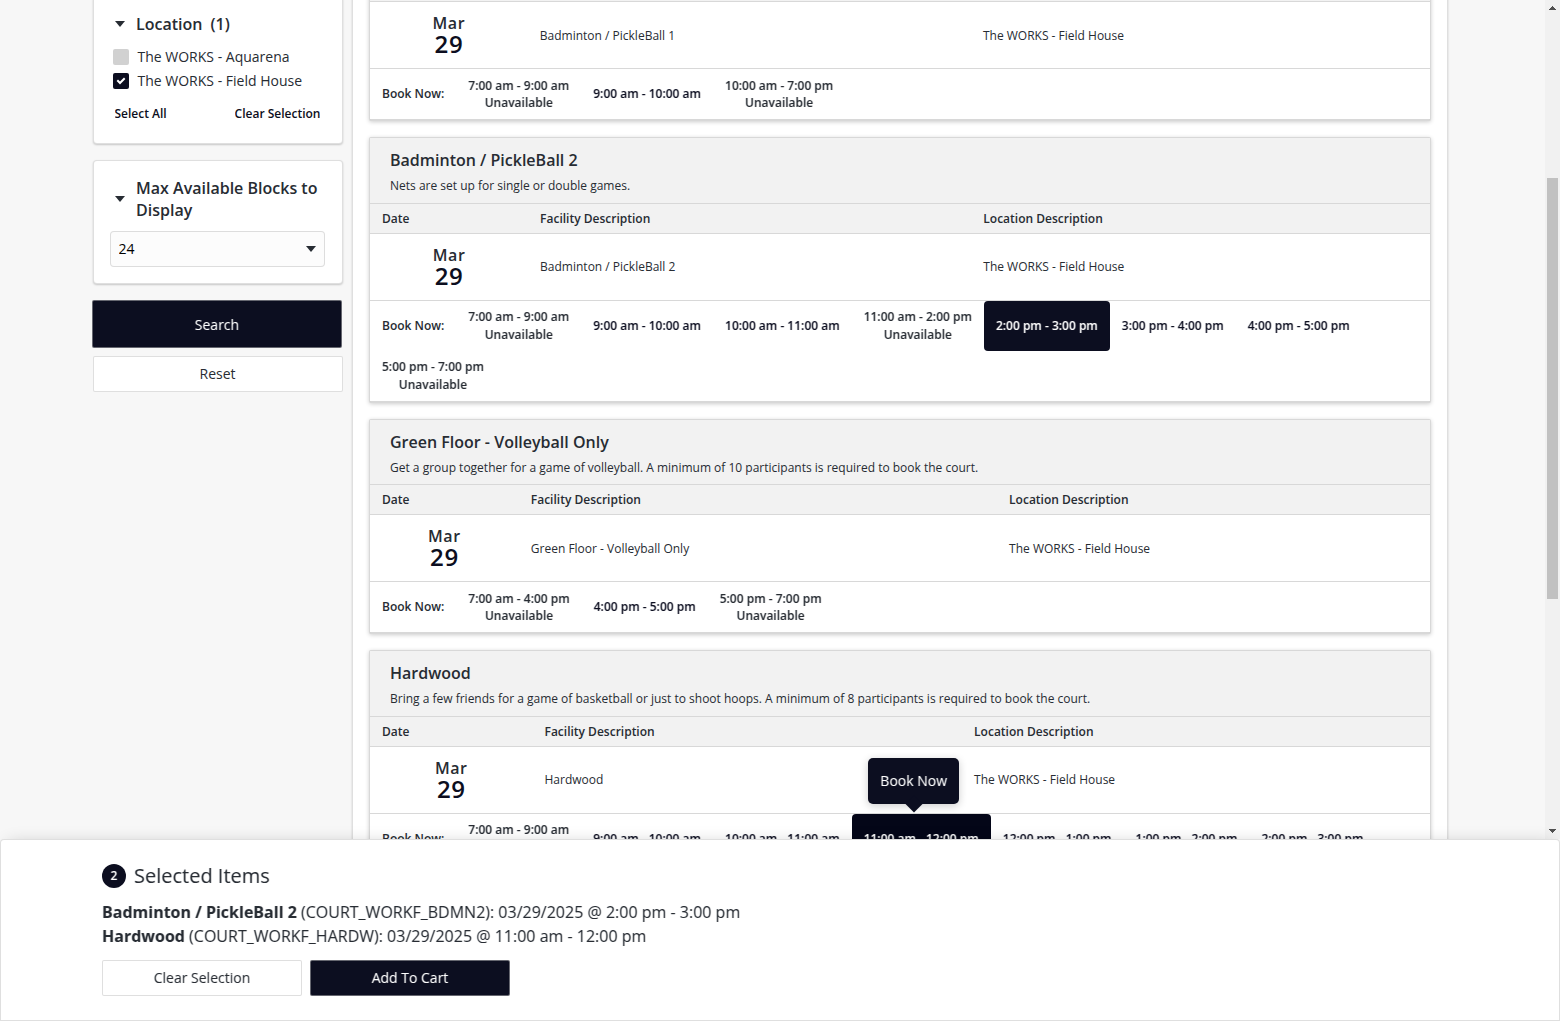 Location (1)
The WORKS - Aquarena
The WORKS - Field House
Select All
Clear Selection
Max Available Blocks to
Display
24
Search
Reset
Mar
29
Badminton / PickleBall 1
The WORKS - Field House
Book Now:
7:00 am - 9:00 am
Unavailable
9:00 am - 10:00 am
10:00 am - 7:00 pm
Unavailable
Badminton / PickleBall 2
Nets are set up for single or double games.
Date
Facility Description
Location Description
Mar
29
Badminton / PickleBall 2
The WORKS - Field House
Book Now:
7:00 am - 9:00 am
Unavailable
9:00 am - 10:00 am
10:00 am - 11:00 am
11:00 am - 2:00 pm
Unavailable
2:00 pm - 3:00 pm
3:00 pm - 4:00 pm
4:00 pm - 5:00 pm
5:00 pm - 7:00 pm
Unavailable
Green Floor - Volleyball Only
Get a group together for a game of volleyball. A minimum of 10 participants is required to book the court.
Date
Facility Description
Location Description
Mar
29
Green Floor - Volleyball Only
The WORKS - Field House
Book Now:
7:00 am - 4:00 pm
Unavailable
4:00 pm - 5:00 pm
5:00 pm - 7:00 pm
Unavailable
Hardwood
Bring a few friends for a game of basketball or just to shoot hoops. A minimum of 8 participants is required to book the court.
Date
Facility Description
Location Description
Mar
29
Hardwood
Book Now
The WORKS - Field House
Book Now:
7:00 am - 9:00 am
9:00 am - 10:00 am
10:00 am - 11:00 am
11:00 am - 12:00 pm
12:00 pm - 1:00 pm
1:00 pm - 2:00 pm
2:00 pm - 3:00 pm
2 Selected Items
Badminton / PickleBall 2 (COURT_WORKF_BDMN2): 03/29/2025 @ 2:00 pm - 3:00 pm
Hardwood (COURT_WORKF_HARDW): 03/29/2025 @ 11:00 am - 12:00 pm
Clear Selection
Add To Cart